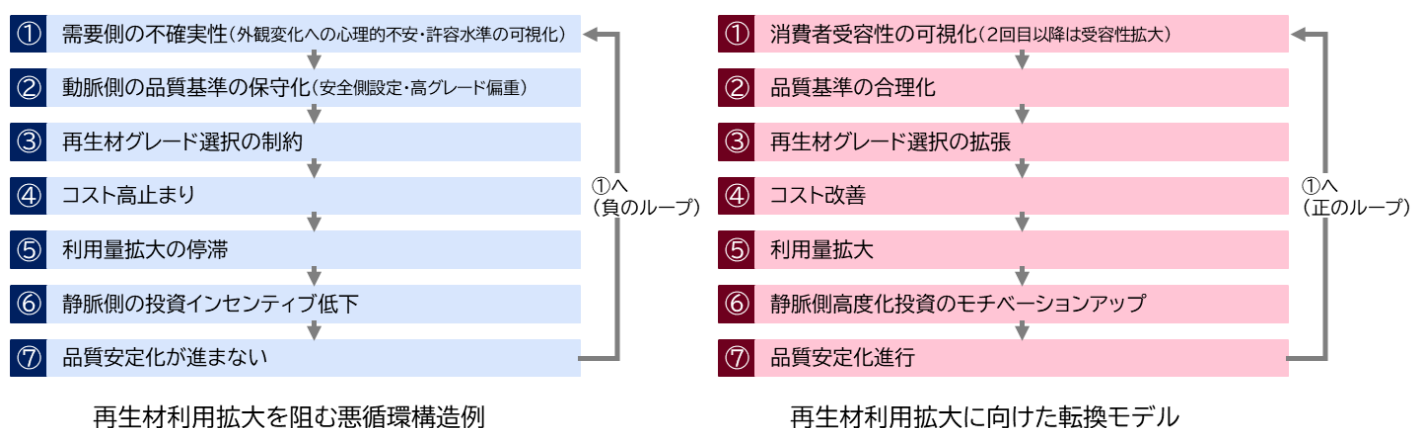 ① 需要側の不確実性(外観変化への心理的不安・許容水準の可視化)
② 動脈側の品質基準の保守化(安全側設定・高グレード偏重)
③ 再生材グレード選択の制約
④ コスト高止まり
⑤ 利用量拡大の停滞
⑥ 静脈側の投資インセンティブ低下
⑦ 品質安定化が進まない
①へ
(負のループ)
再生材利用拡大を阻む悪循環構造例
① 消費者受容性の可視化(2回目以降は受容性拡大)
② 品質基準の合理化
③ 再生材グレード選択の拡張
④ コスト改善
⑤ 利用量拡大
⑥ 静脈側高度化投資のモチベーションアップ
⑦ 品質安定化進行
①へ
(正のループ)
再生材利用拡大に向けた転換モデル